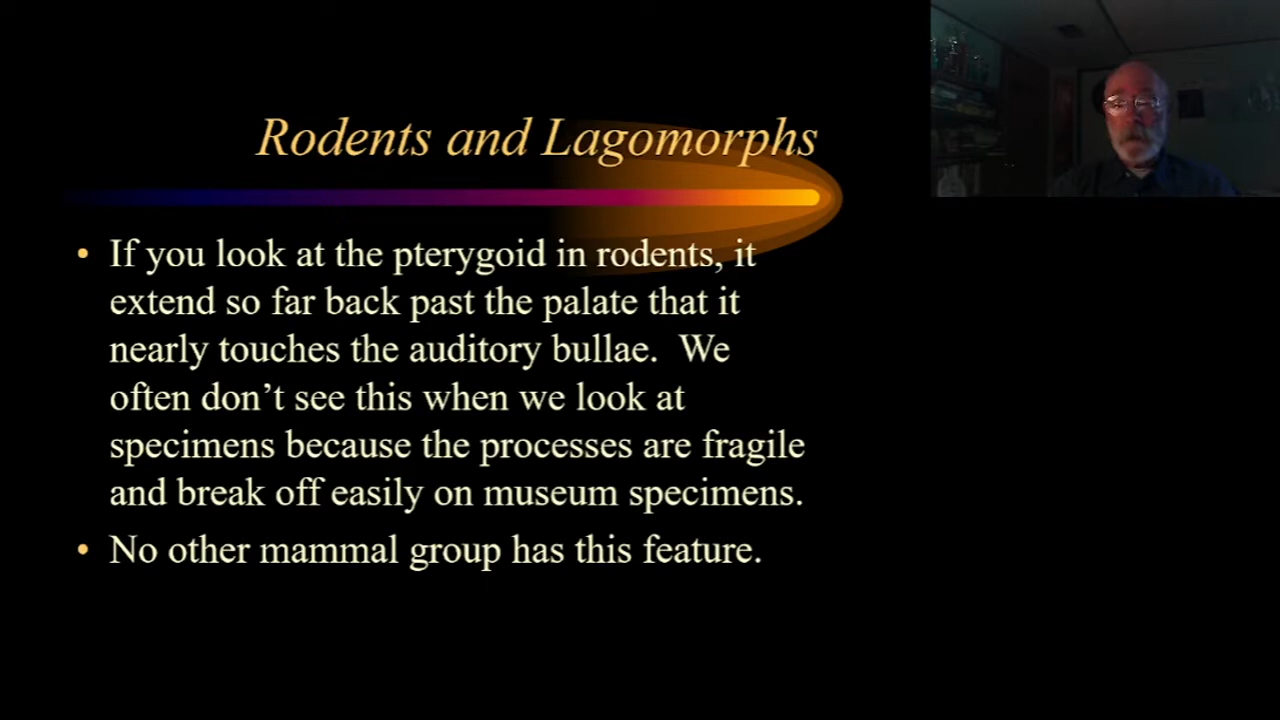 Rodents and Lagomorphs
• If you look at the pterygoid in rodents, it
extend so far back past the palate that it
nearly touches the auditory bullae.  We
often don’t see this when we look at
specimens because the processes are fragile
and break off easily on museum specimens.
• No other mammal group has this feature.